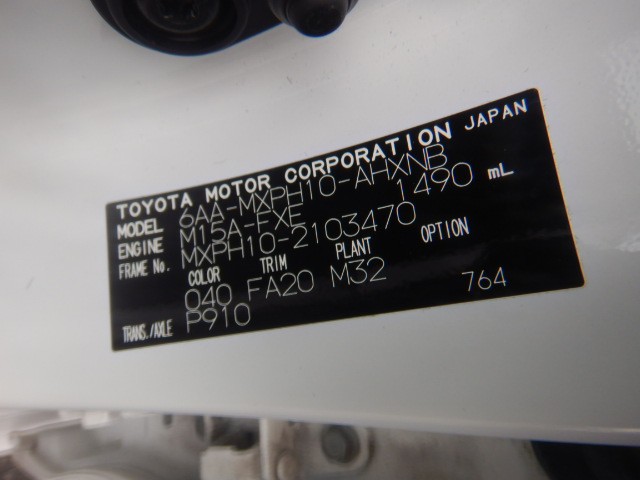 TOYOTA MOTOR CORPORATION JAPAN
MODEL 6AA-MXPH10-AHXNB
ENGINE M15A-FXE 1490 mL
FRAME No. MXPH10-2103470
COLOR TRIM PLANT OPTION
040 FA20 M32
TRANS./AXLE P910 764